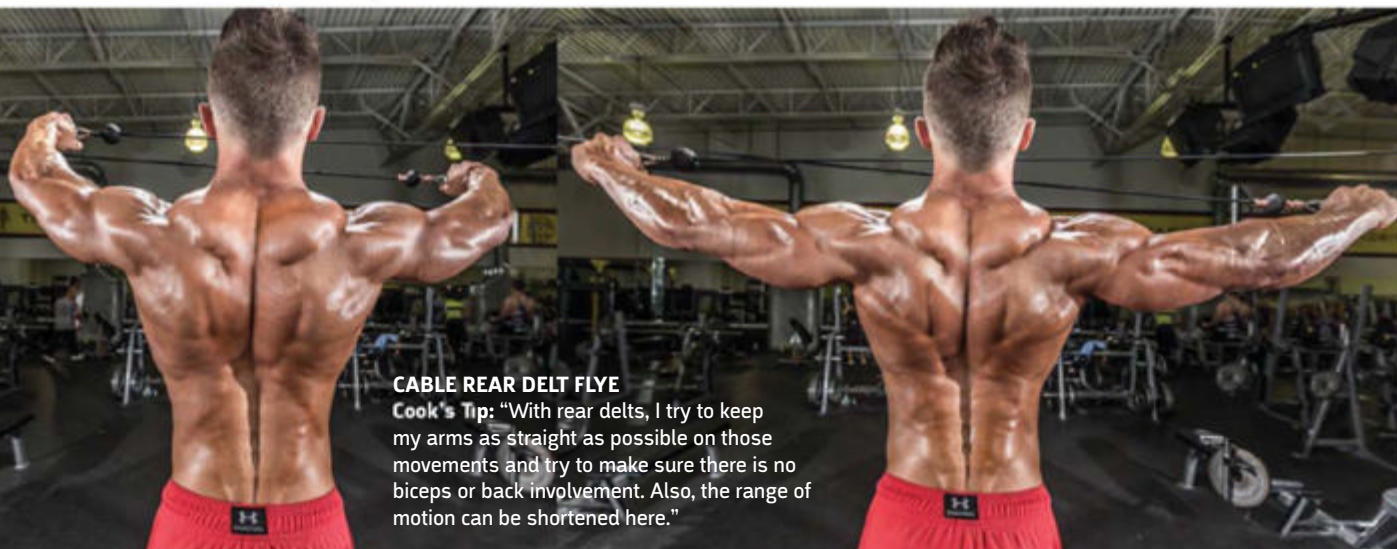 CABLE REAR DELT FLYE
Cook's Tip: “With rear delts, I try to keep
my arms as straight as possible on those
movements and try to make sure there is no
biceps or back involvement. Also, the range of
motion can be shortened here.”